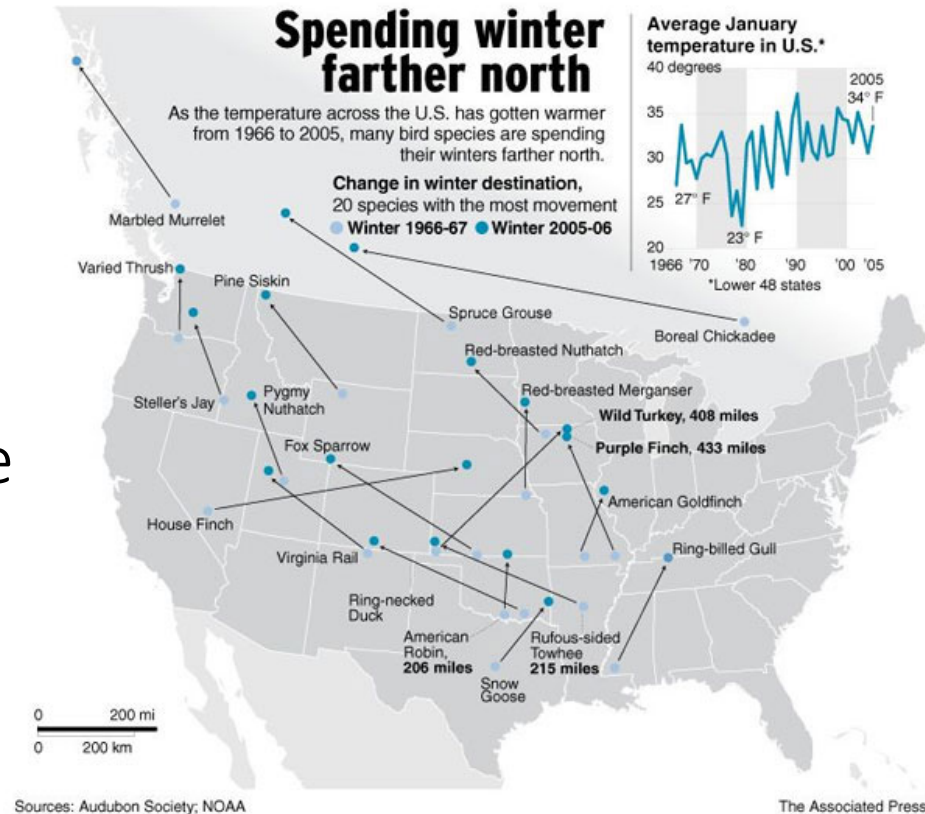 Spending winter
farther north
As the temperature across the U.S. has gotten warmer
from 1966 to 2005, many bird species are spending
their winters farther north.
Change in winter destination,
20 species with the most movement
Winter 1966-67 Winter 2005-06
Average January
temperature in U.S.*
40 degrees
35
30
25
20
2005
34° F
27° F
23° F
1966 '70 '80 '90 '00 '05
*Lower 48 states
Marbled Murrelet
Varied Thrush
Pine Siskin
Spruce Grouse
Boreal Chickadee
Red-breasted Nuthatch
Steller's Jay
Pygmy
Nuthatch
Red-breasted Merganser
Wild Turkey, 408 miles
Purple Finch, 433 miles
Fox Sparrow
e
House Finch
American Goldfinch
Virginia Rail
Ring-billed Gull
Ring-necked
Duck
American
Robin,
206 miles
Rufous-sided
Towhee
215 miles
Snow
Goose
0 200 mi
0 200 km
Sources: Audubon Society; NOAA
The Associated Press